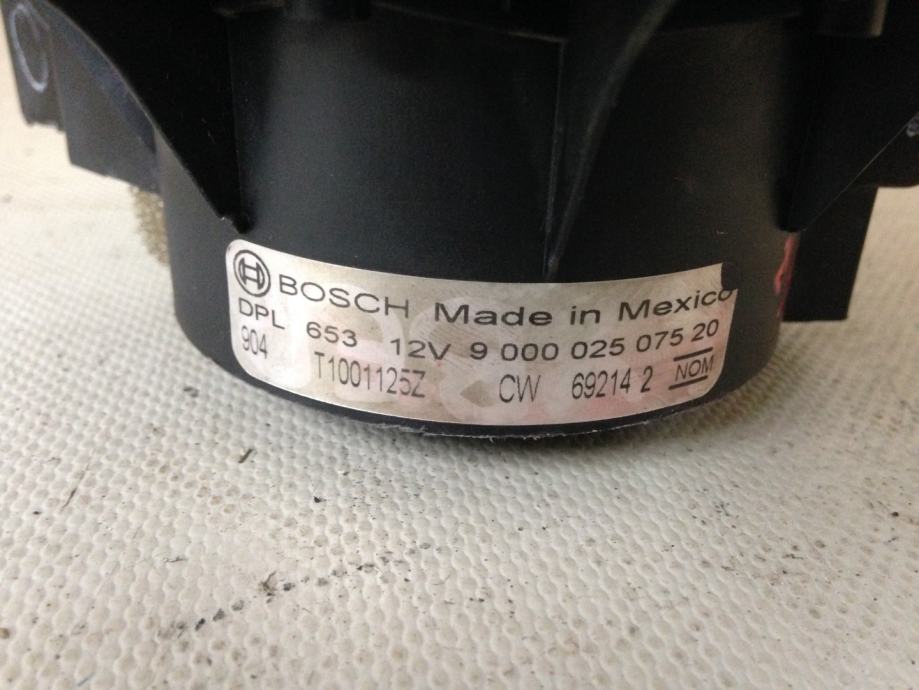 BOSCH Made in Mexico
DPL 653 12V 9 000 025 075 20
904 T1001125Z CW 69214 2 NOM